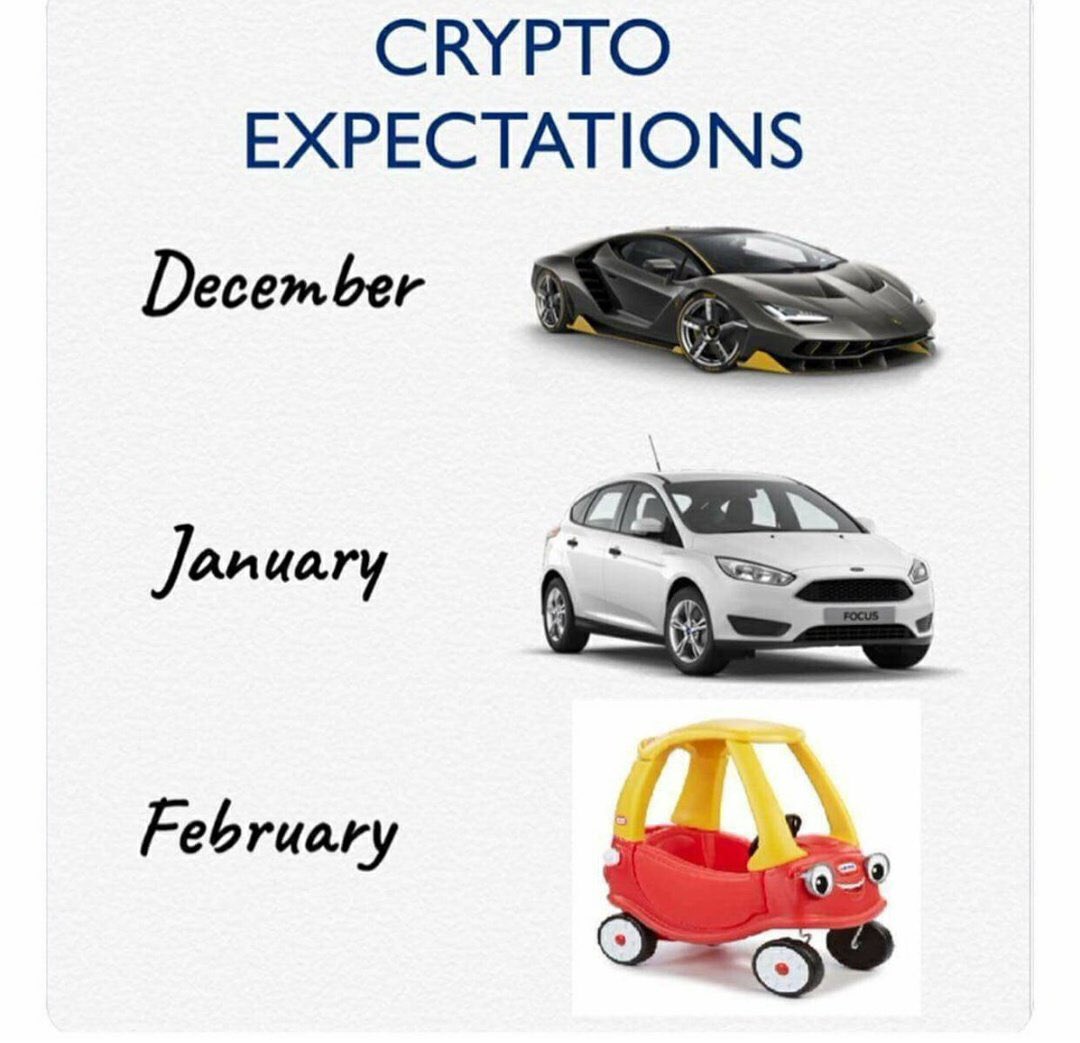 CRYPTO
EXPECTATIONS
December
January
FOCUS
February